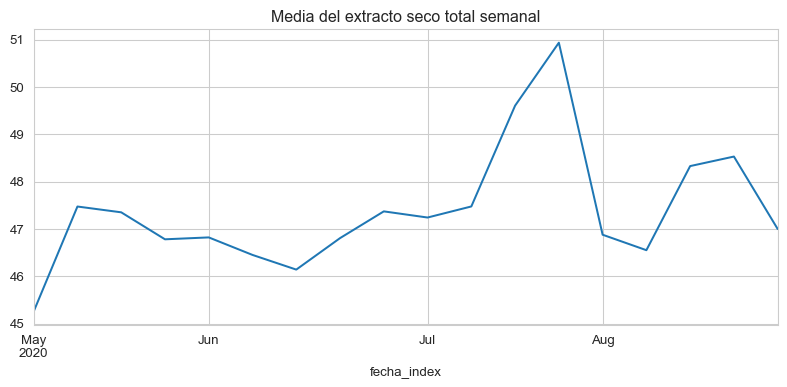 Media del extracto seco total semanal
51
50
49
48
47
46
45
May
2020
Jun
Jul
Aug
fecha_index